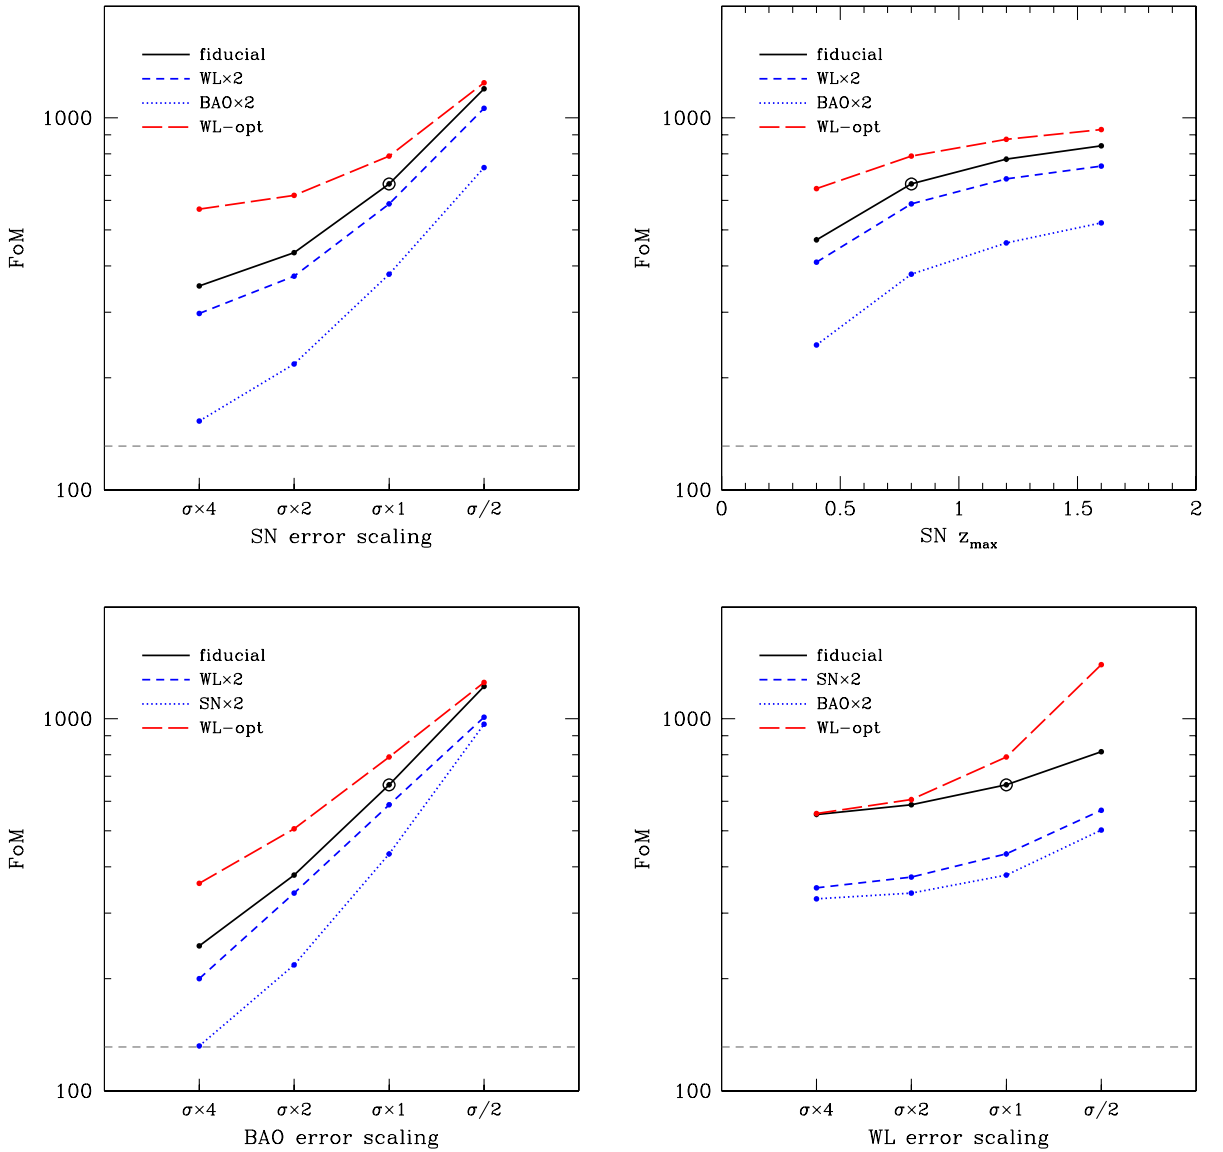 fiducial
WL×2
BAO×2
WL−opt
1000
100
FoM
σ×4 σ×2 σ×1 σ/2
SN error scaling
fiducial
WL×2
BAO×2
WL−opt
1000
100
FoM
0 0.5 1 1.5 2
SN zmax
fiducial
WL×2
SN×2
WL−opt
1000
100
FoM
σ×4 σ×2 σ×1 σ/2
BAO error scaling
fiducial
SN×2
BAO×2
WL−opt
1000
100
FoM
σ×4 σ×2 σ×1 σ/2
WL error scaling